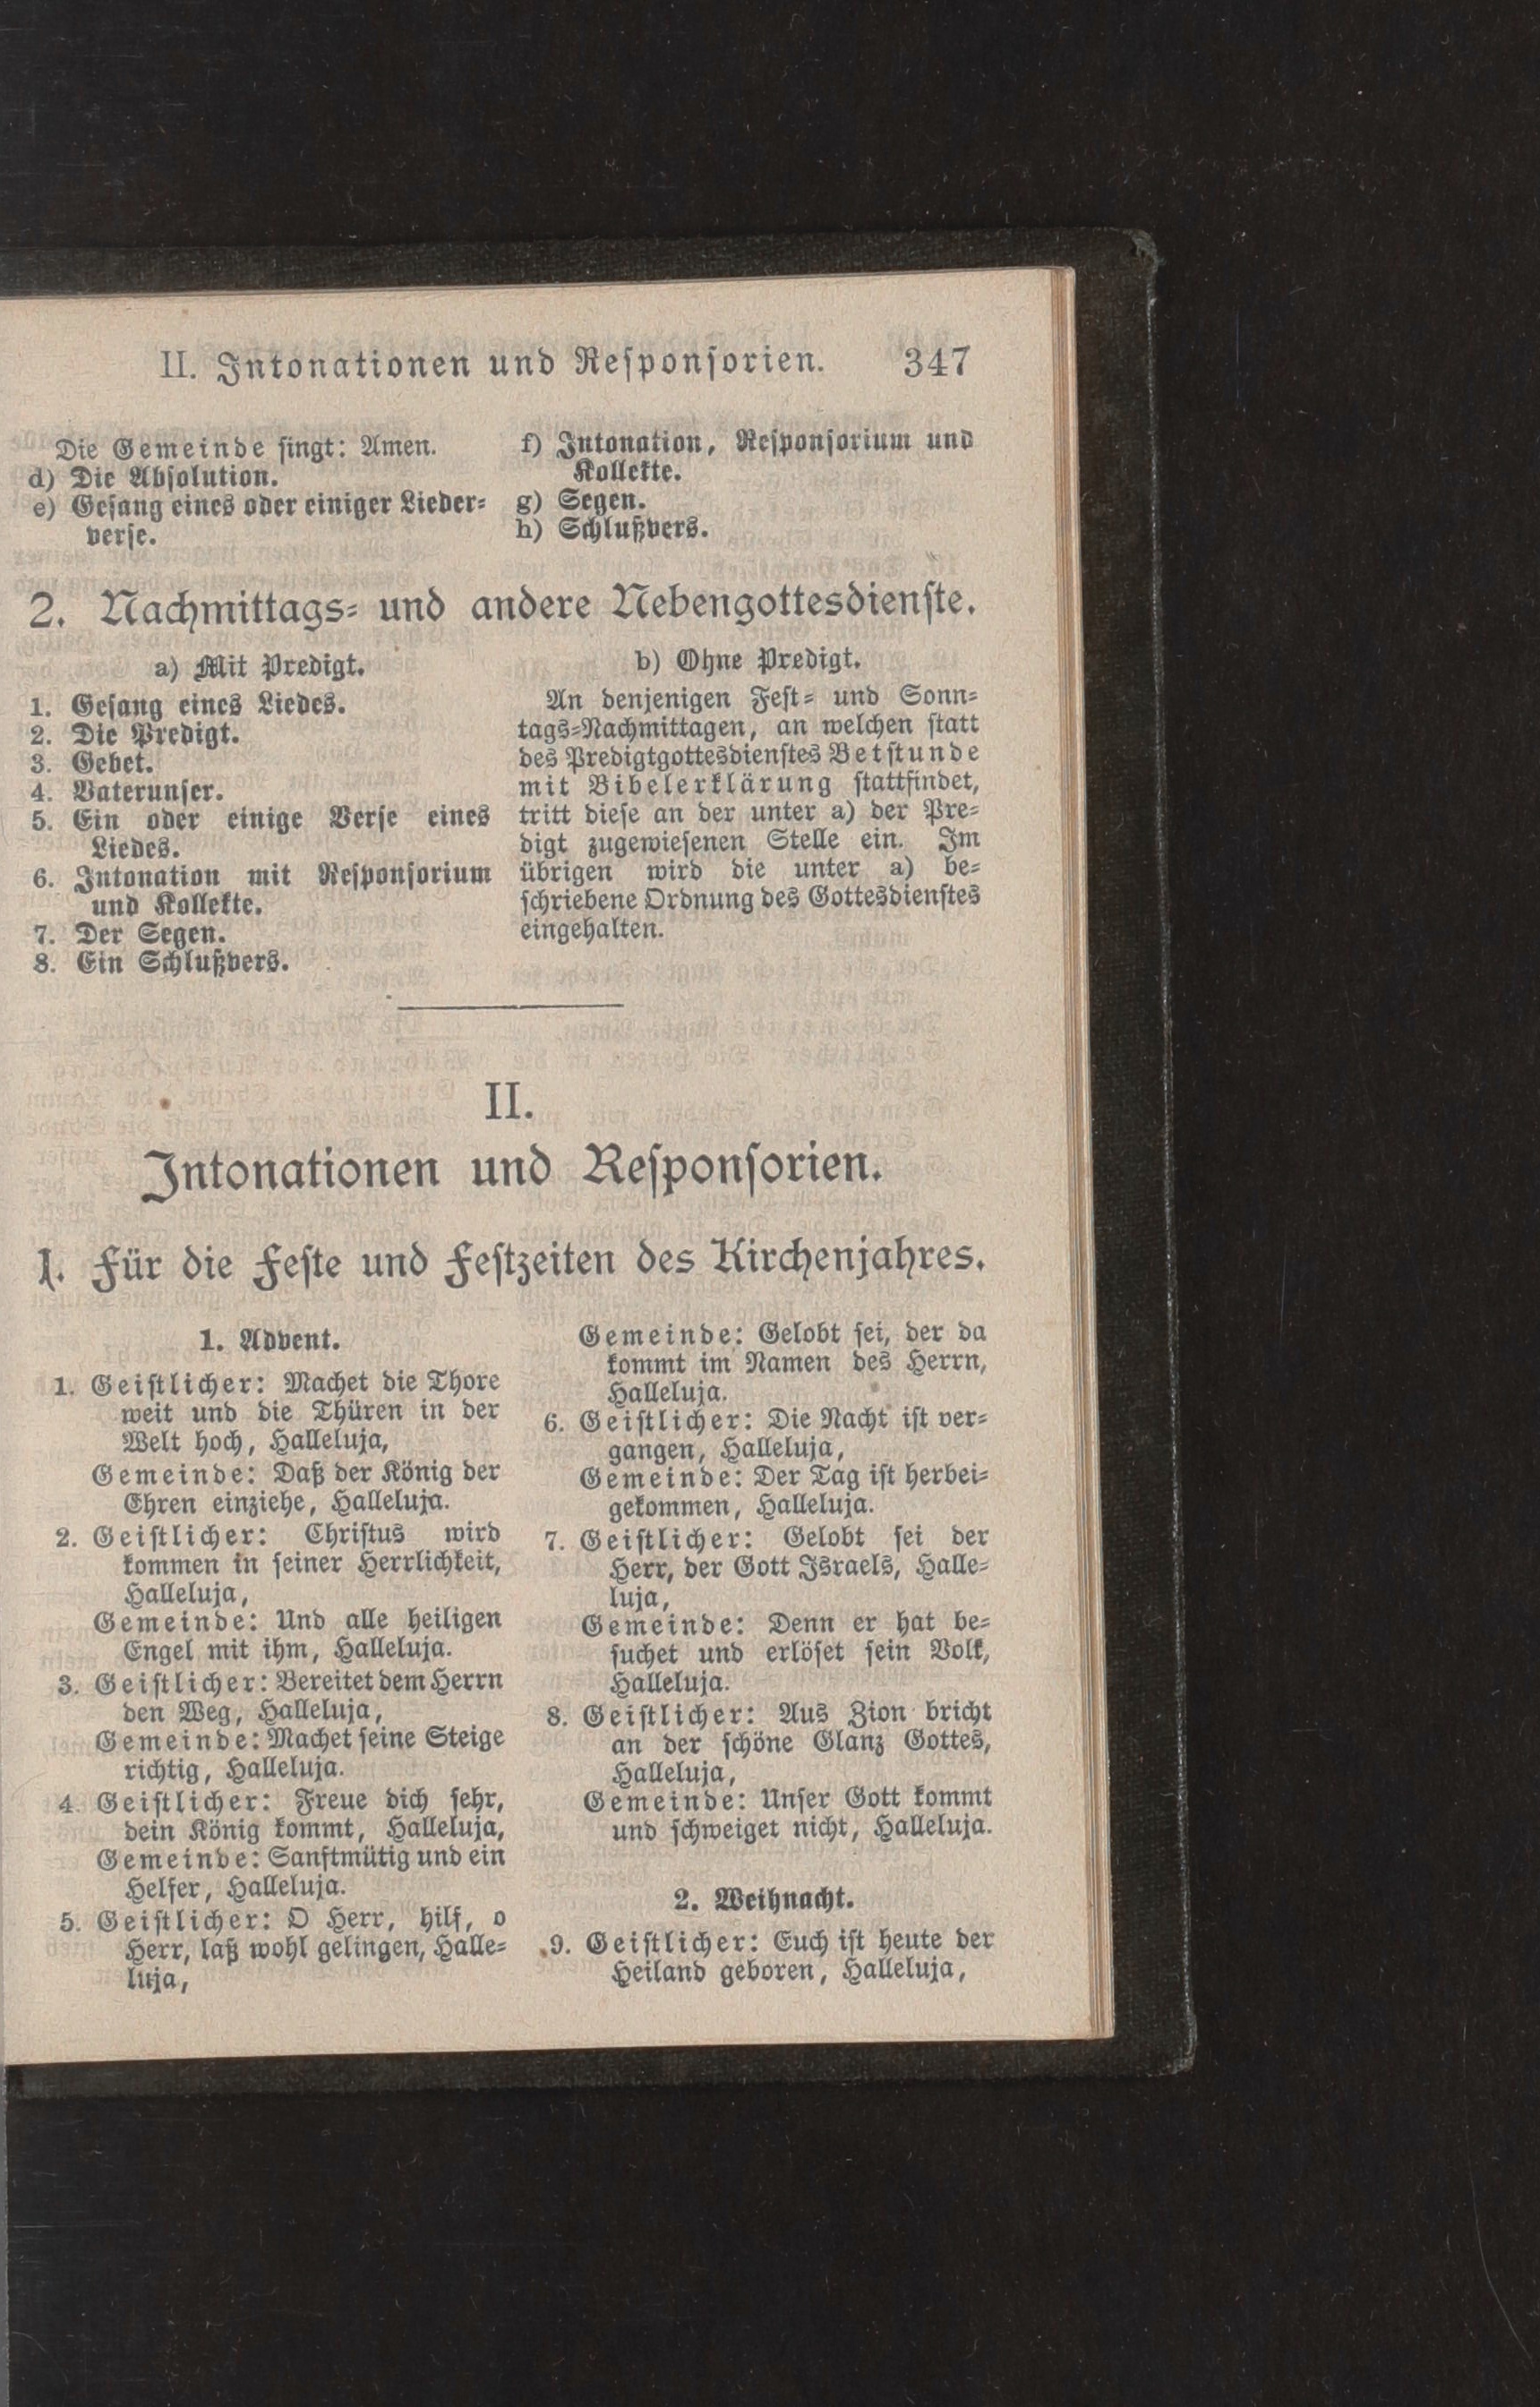 II. Intonationen und Responsorien. 347
Die Gemeinde singt: Amen.
d) Die Absolution.
e) Gesang eines oder einiger Lieder-
verse.
f) Intonation, Responsorium und
Kollekte.
g) Segen.
h) Schlußvers.
2. Nachmittags- und andere Nebengottesdienste.
a) Mit Predigt.
1. Gesang eines Liedes.
2. Die Predigt.
3. Gebet.
4. Vaterunser.
5. Ein oder einige Verse eines
Liedes.
6. Intonation mit Responsorium
und Kollekte.
7. Der Segen.
8. Ein Schlußvers.
b) Ohne Predigt.
An denjenigen Fest- und Sonn-
tags-Nachmittagen, an welchen statt
des Predigtgottesdienstes Betstunde
mit Bibelerklärung stattfindet,
tritt diese an der unter a) der Pre-
digt zugewiesenen Stelle ein. Im
übrigen wird die unter a) be-
schriebene Ordnung des Gottesdienstes
eingehalten.
II.
Intonationen und Responsorien.
I. Für die Feste und Festzeiten des Kirchenjahres.
1. Advent.
1. Geistlicher: Machet die Thore
weit und die Thüren in der
Welt hoch, Halleluja,
Gemeinde: Daß der König der
Ehren einziehe, Halleluja.
2. Geistlicher: Christus wird
kommen in seiner Herrlichkeit,
Halleluja,
Gemeinde: Und alle heiligen
Engel mit ihm, Halleluja.
3. Geistlicher: Bereitet dem Herrn
den Weg, Halleluja,
Gemeinde: Machet seine Steige
richtig, Halleluja.
4. Geistlicher: Freue dich sehr,
dein König kommt, Halleluja,
Gemeinde: Sanftmütig und ein
Helfer, Halleluja.
5. Geistlicher: O Herr, hilf, o
Herr, laß wohl gelingen, Halle-
luja,
Gemeinde: Gelobt sei, der da
kommt im Namen des Herrn,
Halleluja.
6. Geistlicher: Die Nacht ist ver-
gangen, Halleluja,
Gemeinde: Der Tag ist herbei-
gekommen, Halleluja.
7. Geistlicher: Gelobt sei der
Herr, der Gott Israels, Halle-
luja,
Gemeinde: Denn er hat be-
suchet und erlöset sein Volk,
Halleluja.
8. Geistlicher: Aus Zion bricht
an der schöne Glanz Gottes,
Halleluja,
Gemeinde: Unser Gott kommt
und schweiget nicht, Halleluja.
2. Weihnacht.
9. Geistlicher: Euch ist heute der
Heiland geboren, Halleluja,